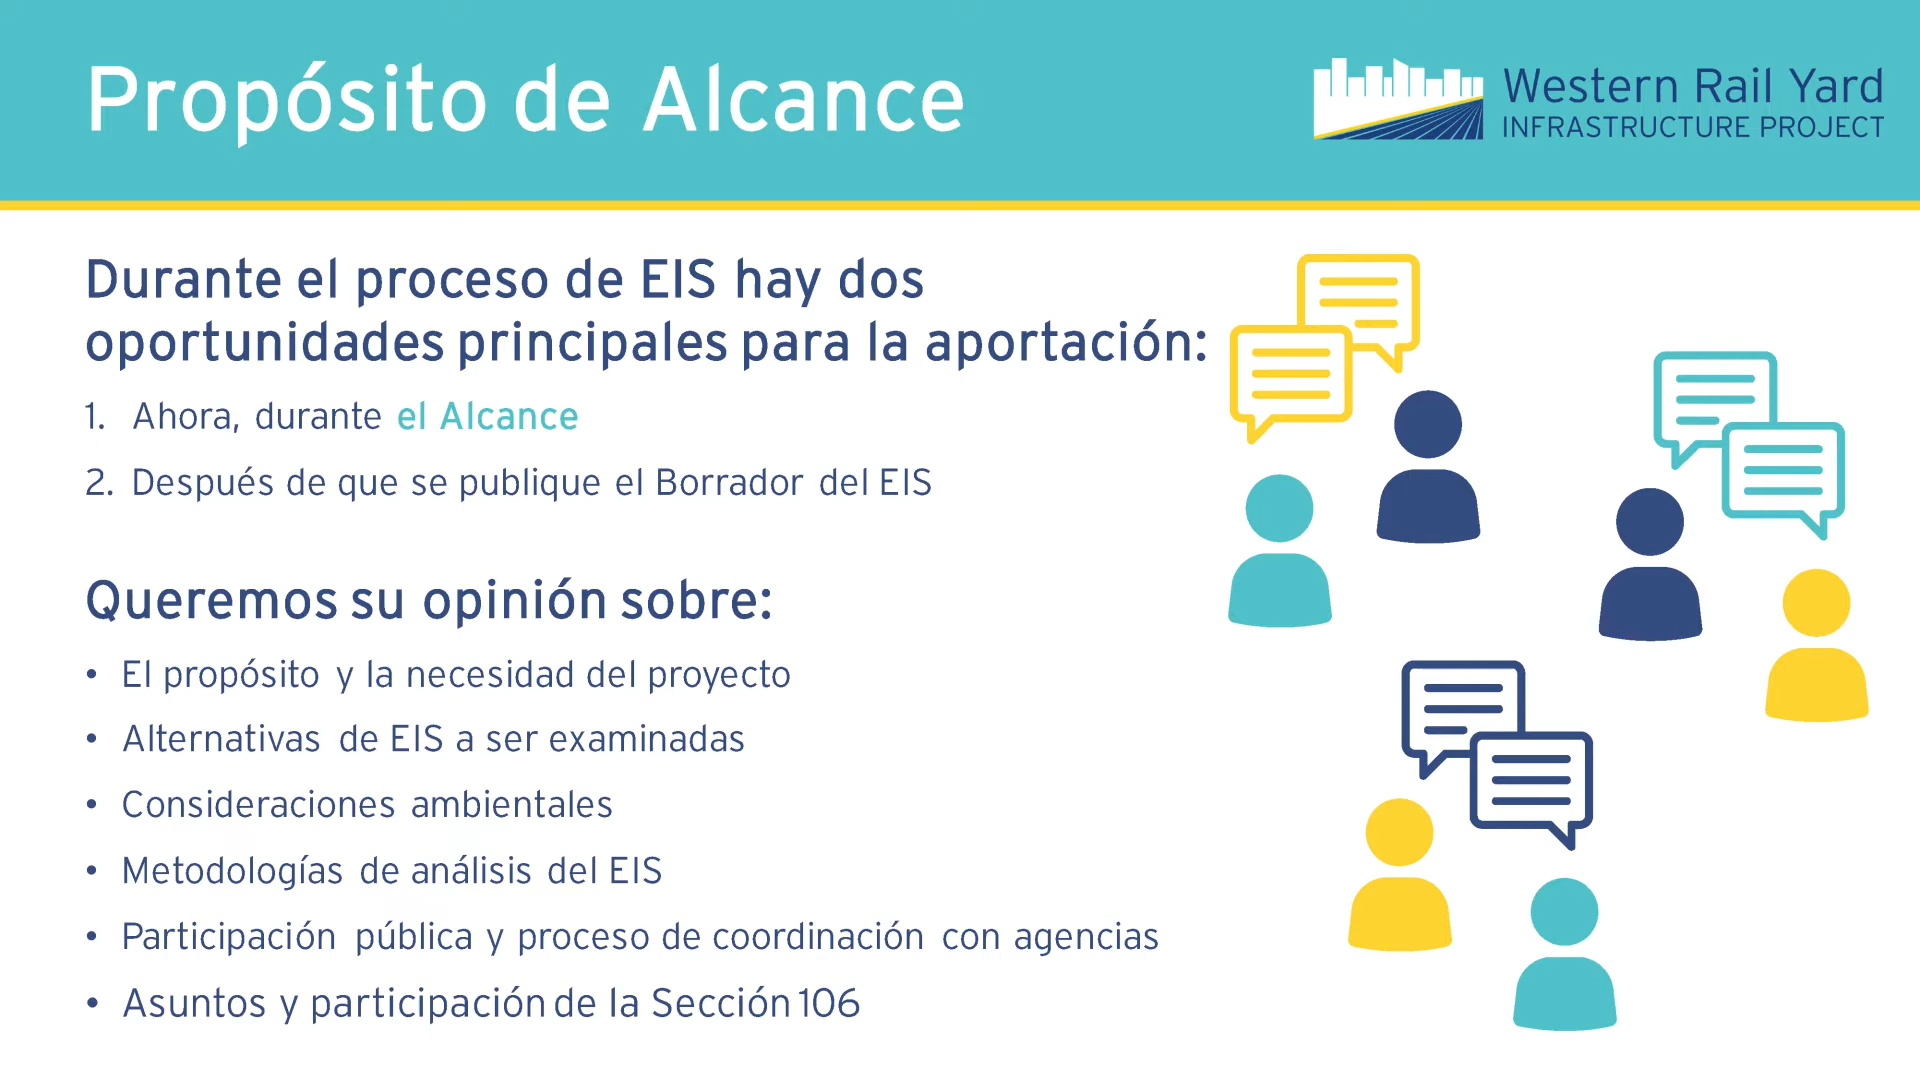 Propósito de Alcance
Western Rail Yard
INFRASTRUCTURE PROJECT
Durante el proceso de EIS hay dos
oportunidades principales para la aportación:
1. Ahora, durante el Alcance
2. Después de que se publique el Borrador del EIS
Queremos su opinión sobre:
• El propósito y la necesidad del proyecto
• Alternativas de EIS a ser examinadas
• Consideraciones ambientales
• Metodologías de análisis del EIS
• Participación pública y proceso de coordinación con agencias
• Asuntos y participación de la Sección 106